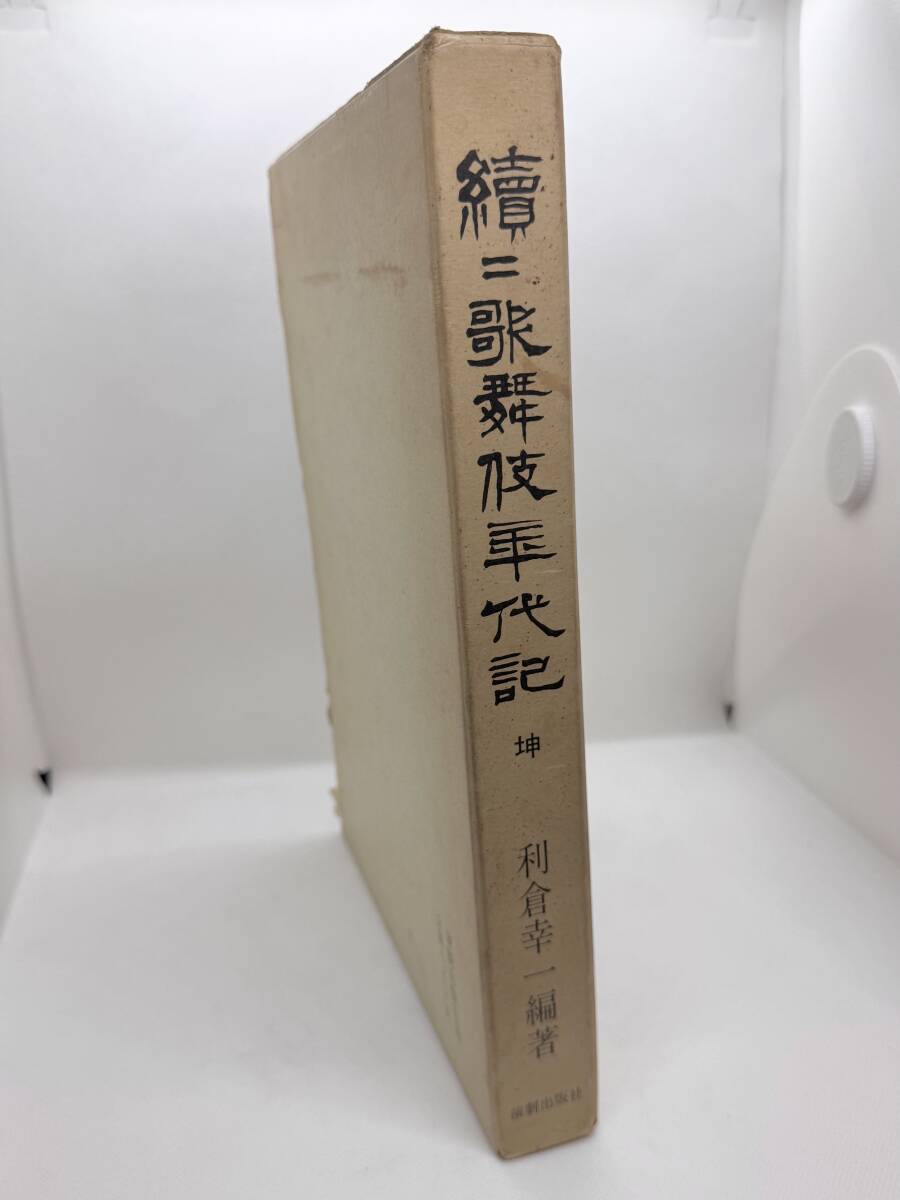 續二歌舞伎年代記
坤
利倉幸一編著
演劇出版社